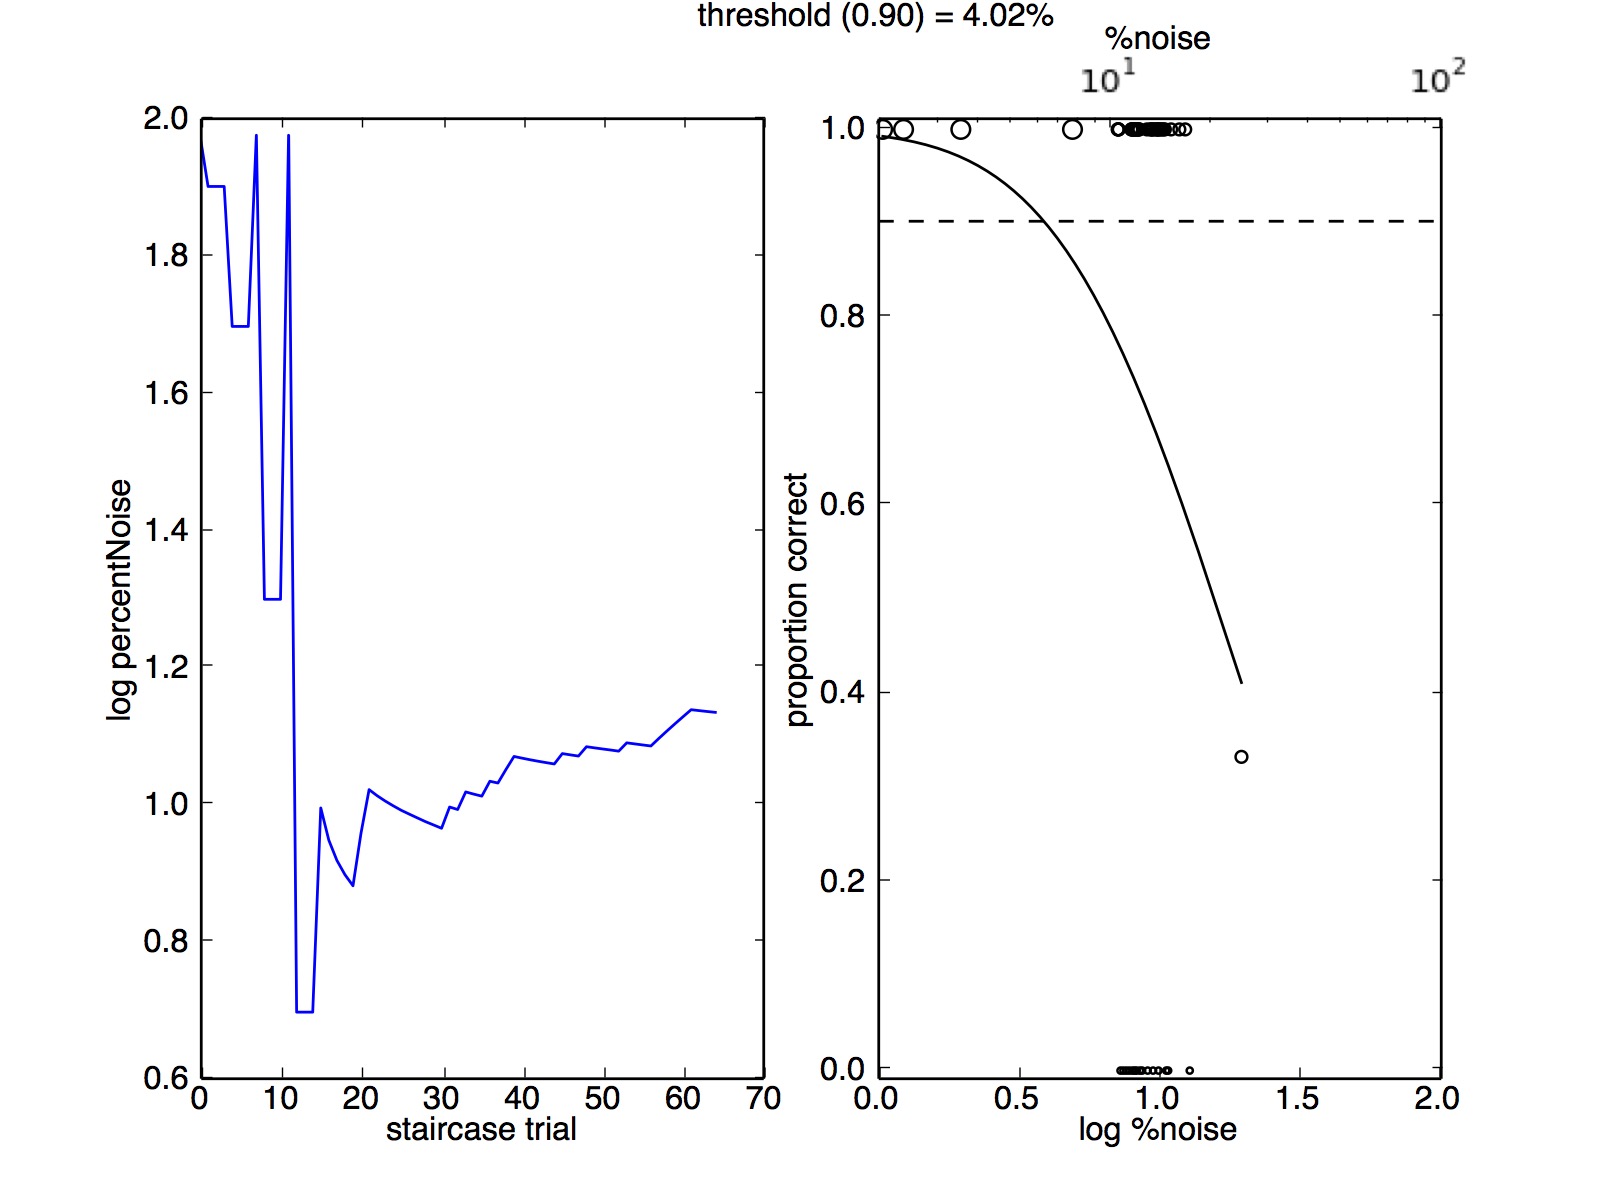 threshold (0.90) = 4.02%
%noise
10¹ 10²
2.0
1.8
1.6
1.4
1.2
1.0
0.8
0.6
log percentNoise
0 10 20 30 40 50 60 70
staircase trial
1.0
0.8
0.6
0.4
0.2
0.0
proportion correct
0.0 0.5 1.0 1.5 2.0
log %noise